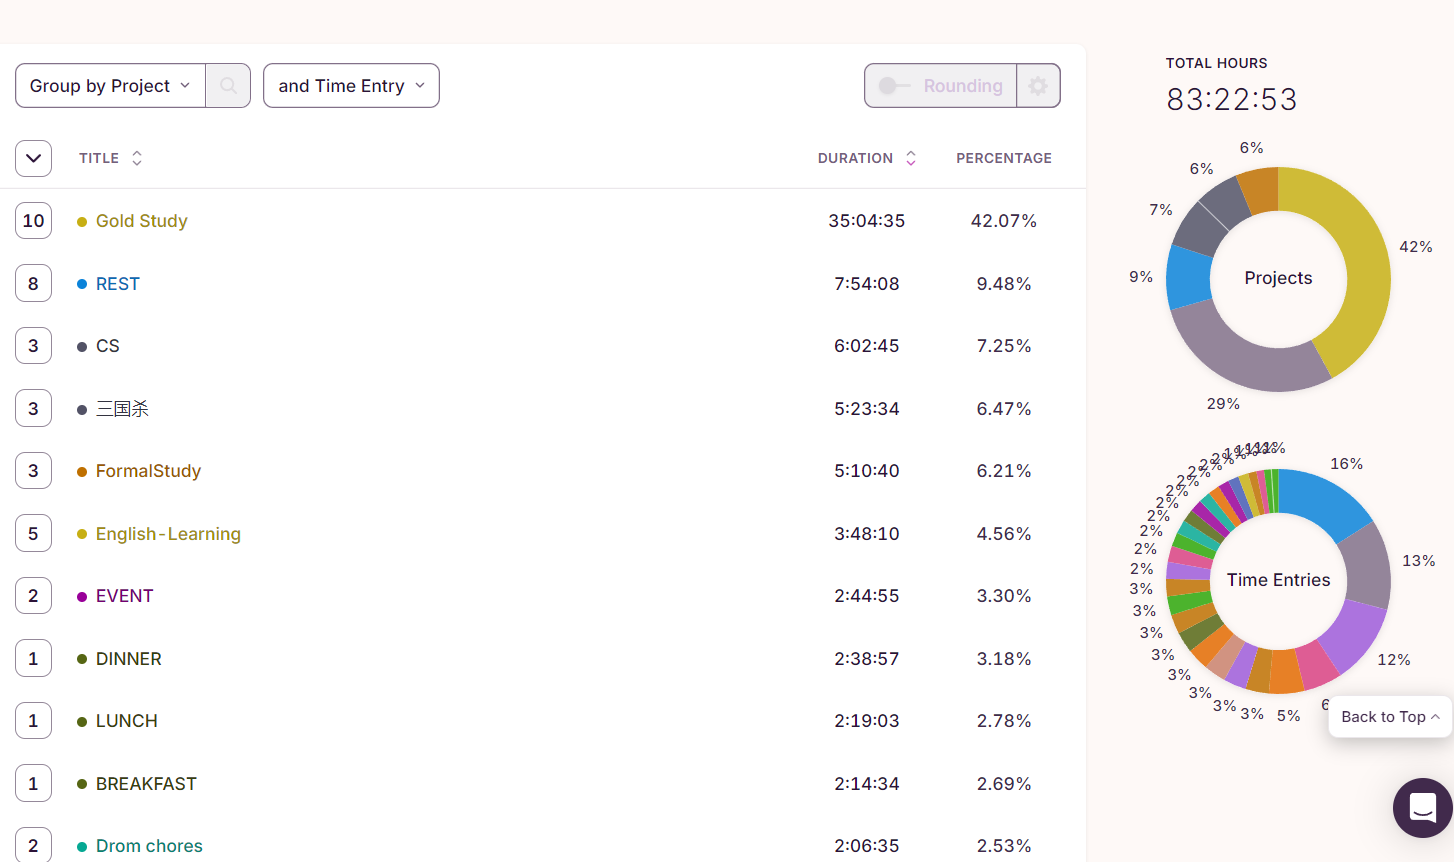 Group by Project
and Time Entry
Rounding
TITLE DURATION PERCENTAGE
10 Gold Study 35:04:35 42.07%
8 REST 7:54:08 9.48%
3 CS 6:02:45 7.25%
3 三国杀 5:23:34 6.47%
3 FormalStudy 5:10:40 6.21%
5 English-Learning 3:48:10 4.56%
2 EVENT 2:44:55 3.30%
1 DINNER 2:38:57 3.18%
1 LUNCH 2:19:03 2.78%
1 BREAKFAST 2:14:34 2.69%
2 Drom chores 2:06:35 2.53%
TOTAL HOURS
83:22:53
6%
6%
7%
42%
9%
Projects
29%
16%
13%
12%
5%
3%
3%
3%
3%
3%
3%
3%
3%
2%
2%
2%
2%
2%
2%
2%
2%
2%
Time Entries
Back to Top